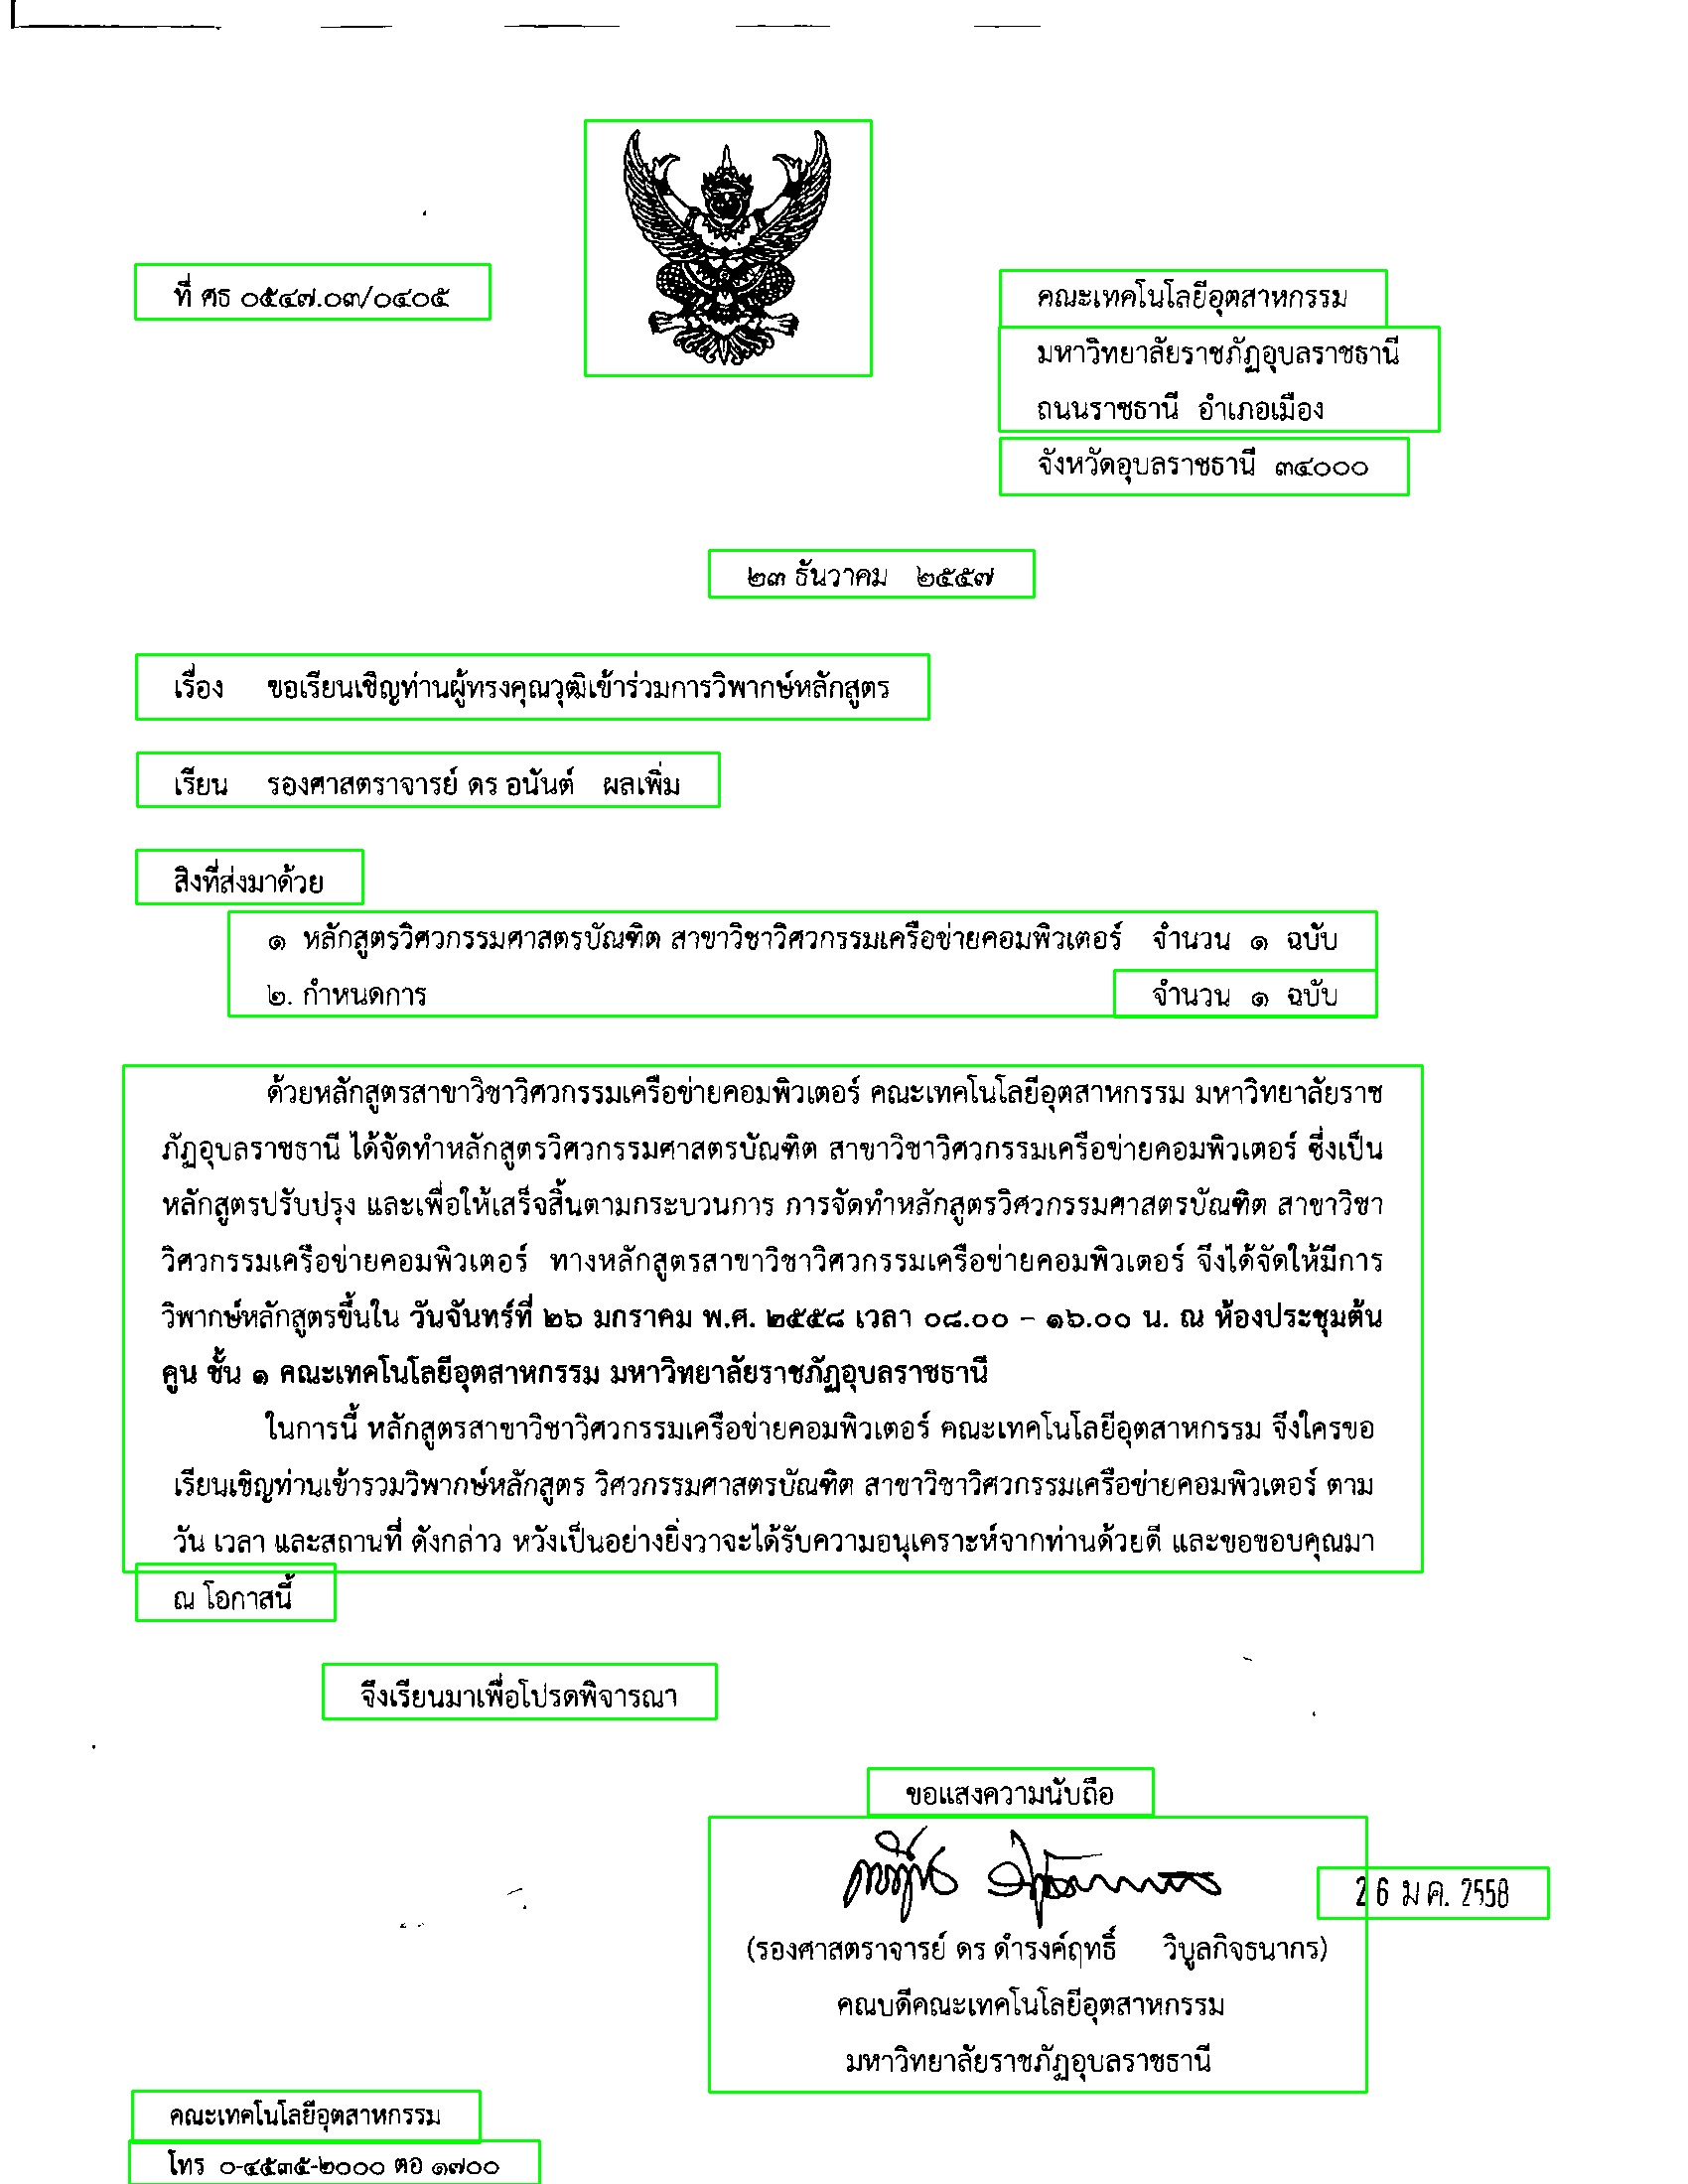 ที่ ศธ ๐๕๔๗.๐๓/๐๔๐๕
คณะเทคโนโลยีอุตสาหกรรม
มหาวิทยาลัยราชภัฏอุบลราชธานี
ถนนราชธานี อำเภอเมือง
จังหวัดอุบลราชธานี ๓๔๐๐๐
๒๓ ธันวาคม ๒๕๕๗
เรื่อง ขอเรียนเชิญท่านผู้ทรงคุณวุฒิเข้าร่วมการวิพากษ์หลักสูตร
เรียน รองศาสตราจารย์ ดร อนันต์ ผลเพิ่ม
สิงที่ส่งมาด้วย
๑ หลักสูตรวิศวกรรมศาสตรบัณฑิต สาขาวิชาวิศวกรรมเครือข่ายคอมพิวเตอร์ จำนวน ๑ ฉบับ
๒. กำหนดการ จำนวน ๑ ฉบับ
ด้วยหลักสูตรสาขาวิชาวิศวกรรมเครือข่ายคอมพิวเตอร์ คณะเทคโนโลยีอุตสาหกรรม มหาวิทยาลัยราช
ภัฏอุบลราชธานี ได้จัดทำหลักสูตรวิศวกรรมศาสตรบัณฑิต สาขาวิชาวิศวกรรมเครือข่ายคอมพิวเตอร์ ซึ่งเป็น
หลักสูตรปรับปรุง และเพื่อให้เสร็จสิ้นตามกระบวนการ การจัดทำหลักสูตรวิศวกรรมศาสตรบัณฑิต สาขาวิชา
วิศวกรรมเครือข่ายคอมพิวเตอร์ ทางหลักสูตรสาขาวิชาวิศวกรรมเครือข่ายคอมพิวเตอร์ จึงได้จัดให้มีการ
วิพากษ์หลักสูตรขึ้นใน วันจันทร์ที่ ๒๖ มกราคม พ.ศ. ๒๕๕๘ เวลา ๐๘.๐๐ – ๑๖.๐๐ น. ณ ห้องประชุมต้น
คูน ชั้น ๑ คณะเทคโนโลยีอุตสาหกรรม มหาวิทยาลัยราชภัฏอุบลราชธานี
ในการนี้ หลักสูตรสาขาวิชาวิศวกรรมเครือข่ายคอมพิวเตอร์ คณะเทคโนโลยีอุตสาหกรรม จึงใครขอ
เรียนเชิญท่านเข้ารวมวิพากษ์หลักสูตร วิศวกรรมศาสตรบัณฑิต สาขาวิชาวิศวกรรมเครือข่ายคอมพิวเตอร์ ตาม
วัน เวลา และสถานที่ ดังกล่าว หวังเป็นอย่างยิ่งวาจะได้รับความอนุเคราะห์จากท่านด้วยดี และขอขอบคุณมา
ณ โอกาสนี้
จึงเรียนมาเพื่อโปรดพิจารณา
ขอแสงความนับถือ
26 ม ค. 2558
(รองศาสตราจารย์ ดร ดำรงค์ฤทธิ์ วิบูลกิจธนากร)
คณบดีคณะเทคโนโลยีอุตสาหกรรม
มหาวิทยาลัยราชภัฏอุบลราชธานี
คณะเทคโนโลยีอุตสาหกรรม
โทร ๐-๔๕๓๕-๒๐๐๐ ตอ ๑๗๐๐